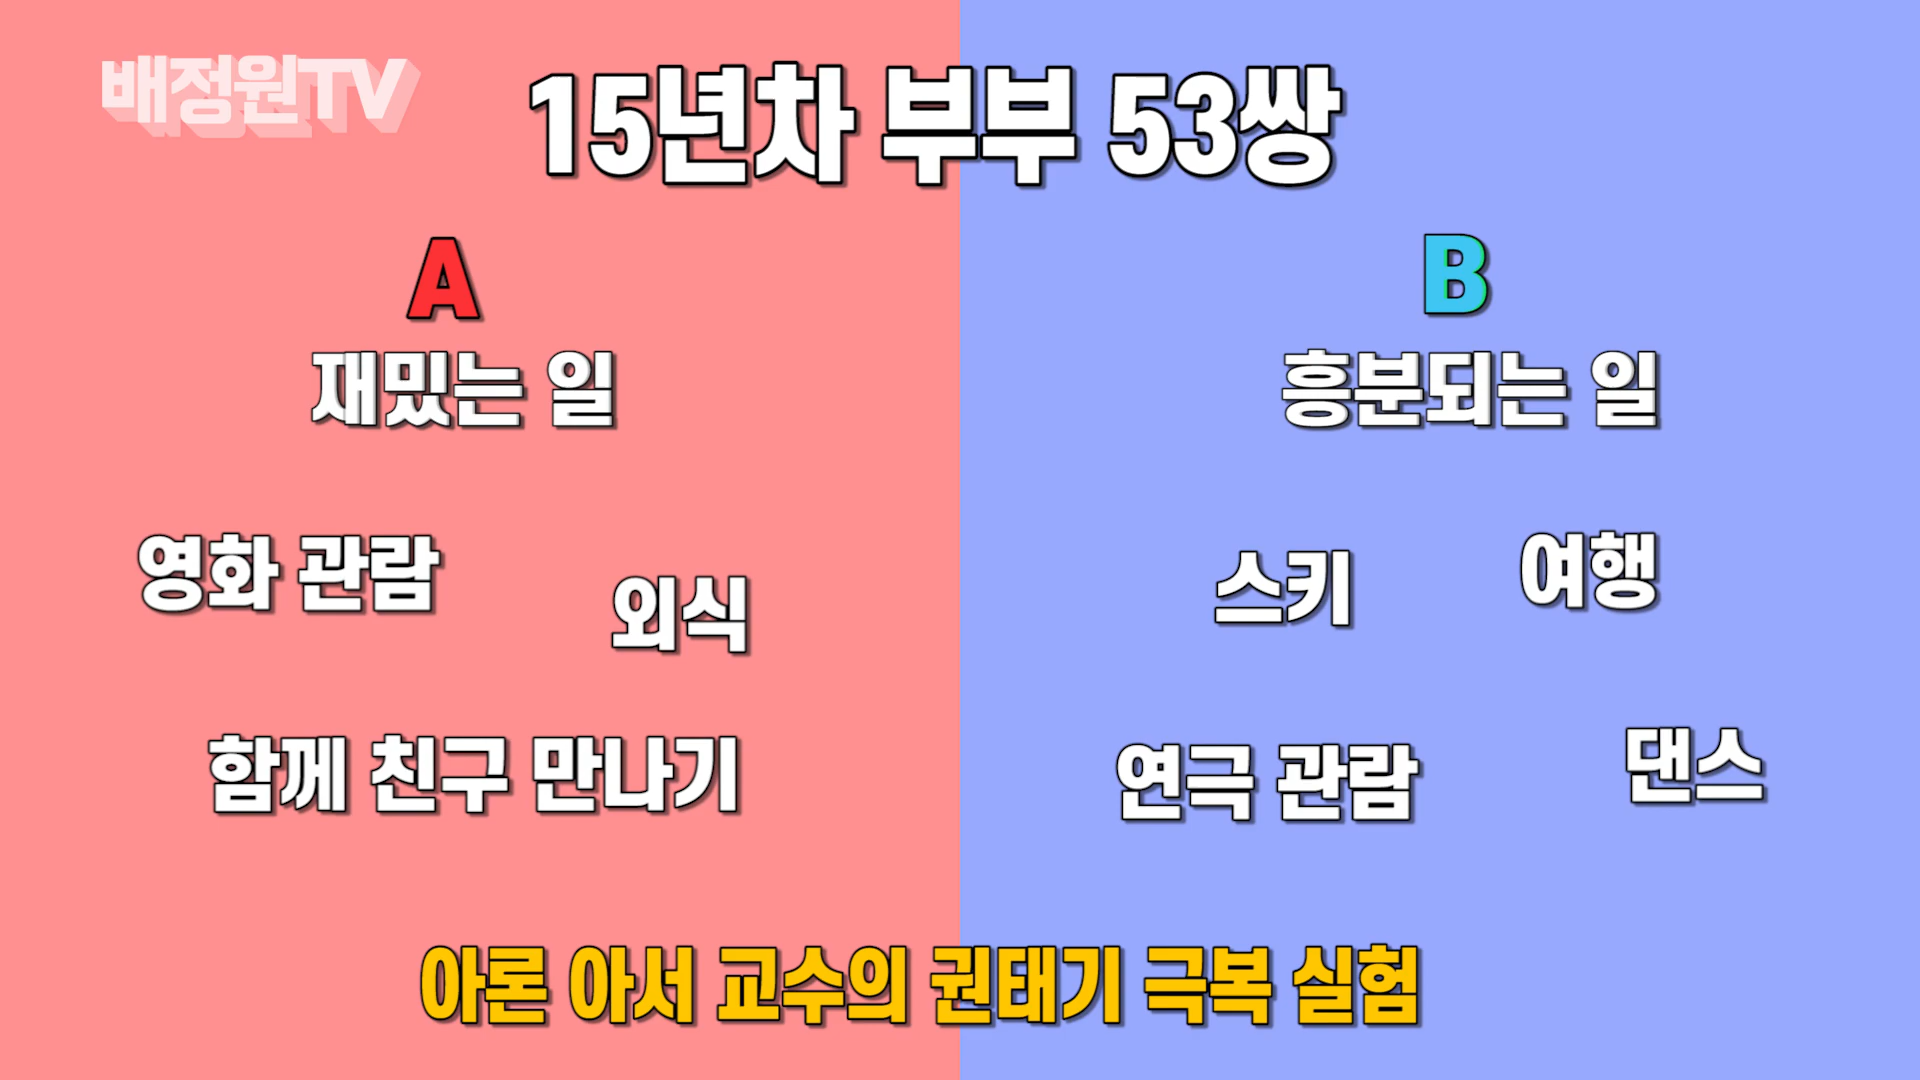 배정원TV
15년차 부부 53쌍
A
재밌는 일
영화 관람
외식
함께 친구 만나기
B
흥분되는 일
스키
여행
연극 관람
댄스
아론 아서 교수의 권태기 극복 실험